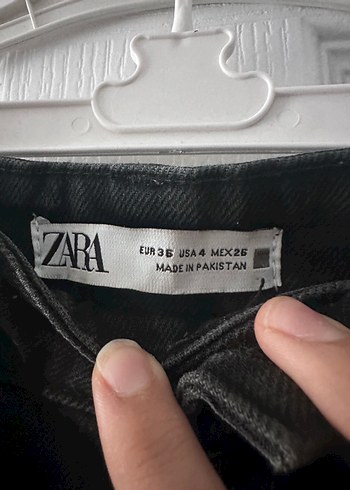 ZARA
EUR 36 USA 4 MEX 26
MADE IN PAKISTAN